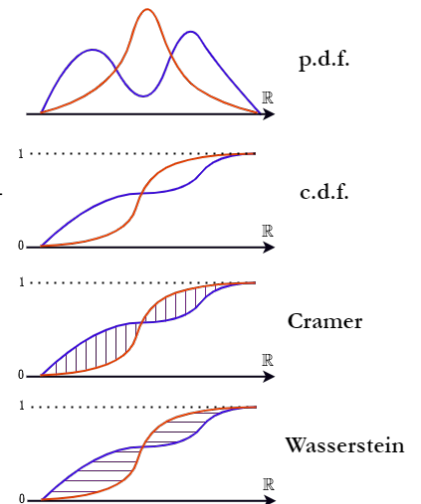 p.d.f.
ℝ
1
c.d.f.
ℝ
0
1
Cramer
ℝ
0
1
Wasserstein
ℝ
0